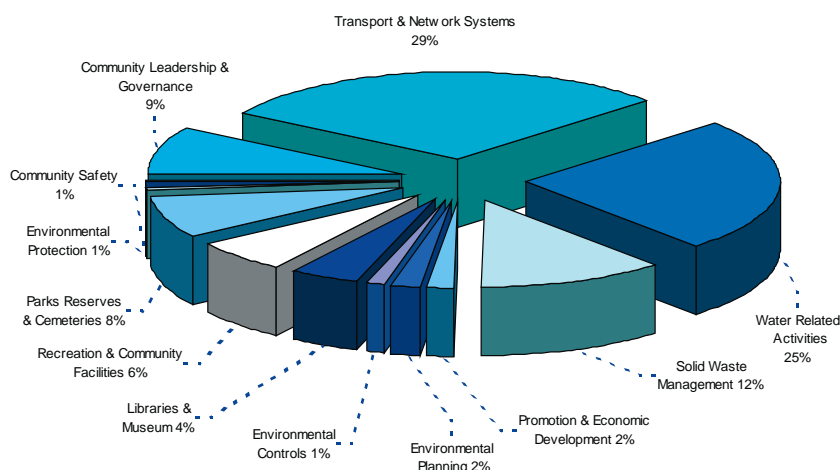 Transport & Network Systems
29%
Community Leadership &
Governance
9%
Community Safety
1%
Environmental
Protection 1%
Parks Reserves
& Cemeteries 8%
Recreation & Community
Facilities 6%
Libraries &
Museum 4%
Environmental
Controls 1%
Environmental
Planning 2%
Promotion & Economic
Development 2%
Solid Waste
Management 12%
Water Related
Activities
25%